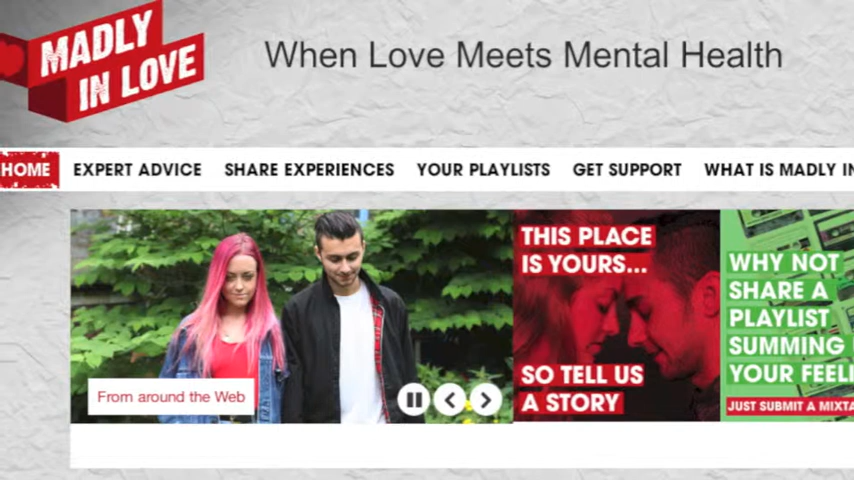 MADLY
IN LOVE
When Love Meets Mental Health
HOME EXPERT ADVICE SHARE EXPERIENCES YOUR PLAYLISTS GET SUPPORT WHAT IS MADLY IN
THIS PLACE
IS YOURS...
SO TELL US
A STORY
WHY NOT
SHARE A
PLAYLIST
SUMMING
YOUR FEELI
JUST SUBMIT A MIXTA
From around the Web